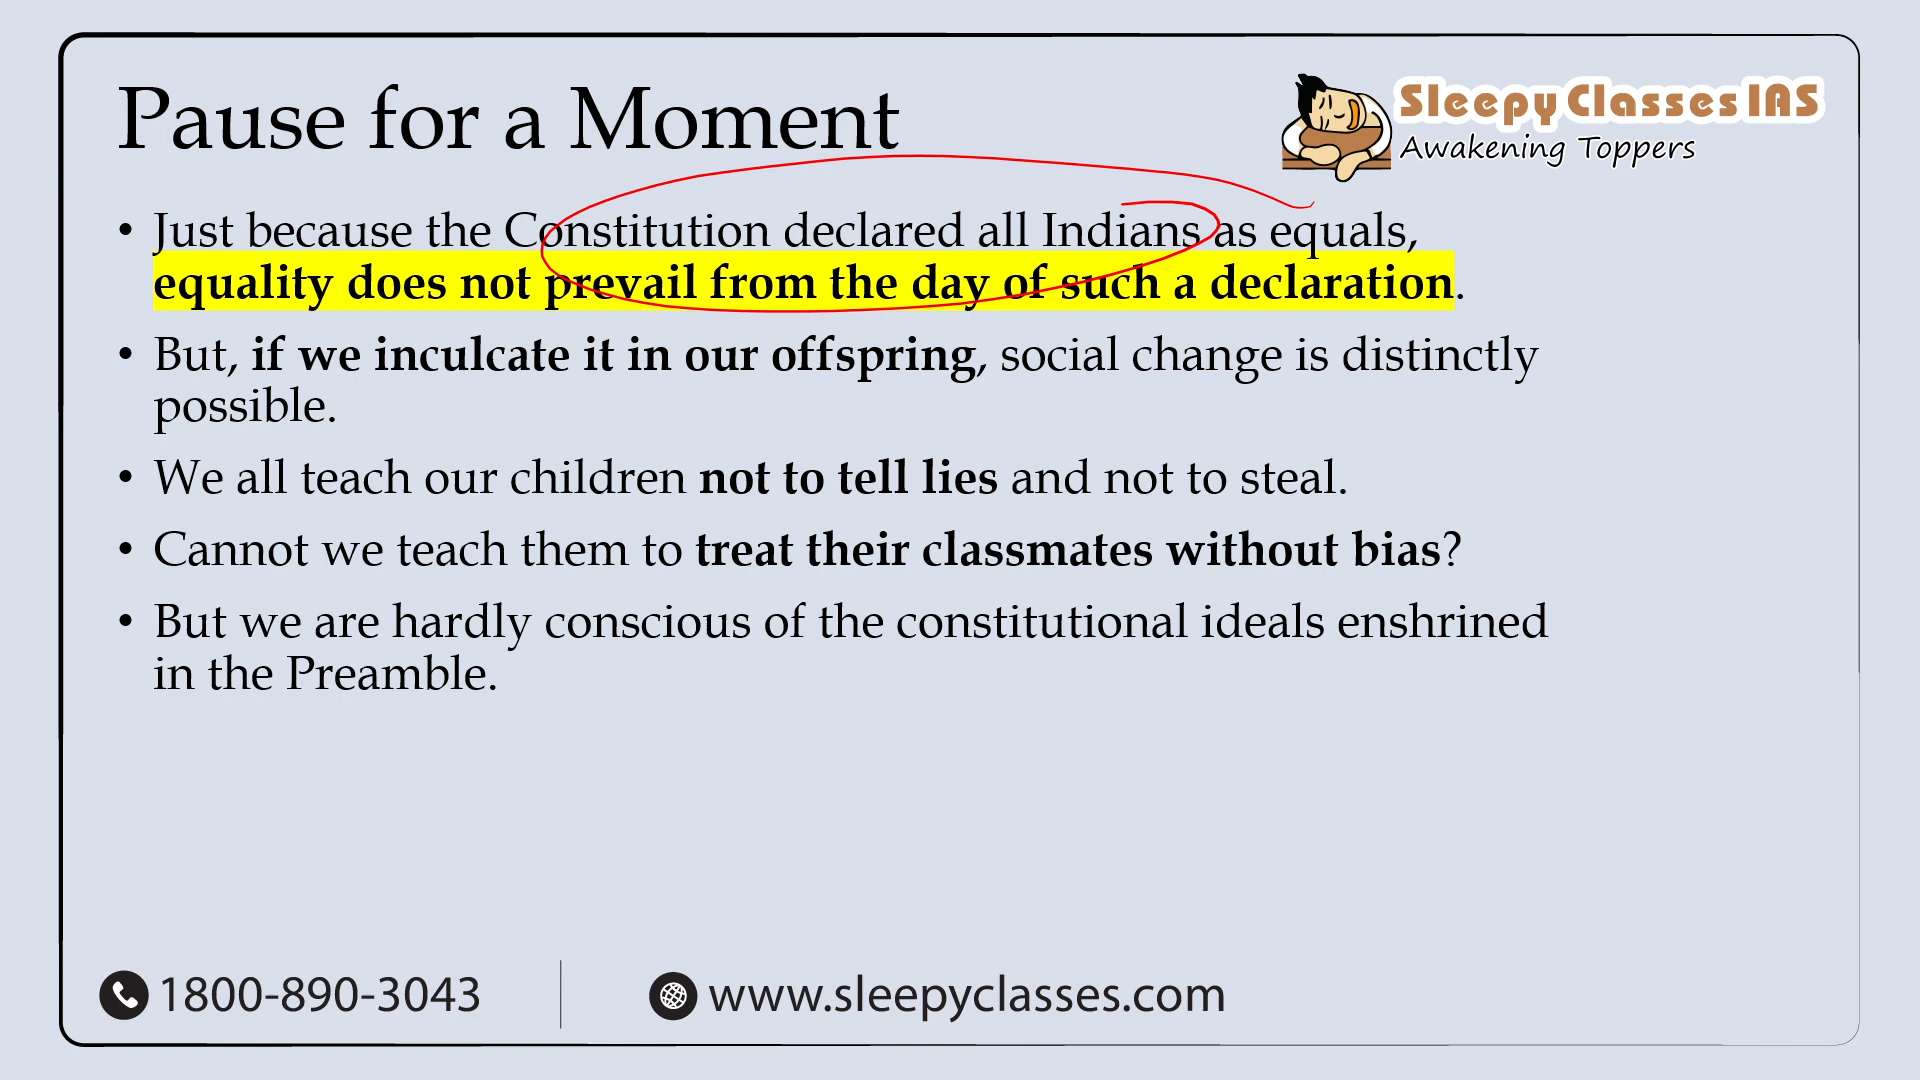 Pause for a Moment
Sleepy Classes IAS
Awakening Toppers
• Just because the Constitution declared all Indians as equals,
equality does not prevail from the day of such a declaration.
• But, if we inculcate it in our offspring, social change is distinctly
possible.
• We all teach our children not to tell lies and not to steal.
• Cannot we teach them to treat their classmates without bias?
• But we are hardly conscious of the constitutional ideals enshrined
in the Preamble.
1800-890-3043
www.sleepyclasses.com